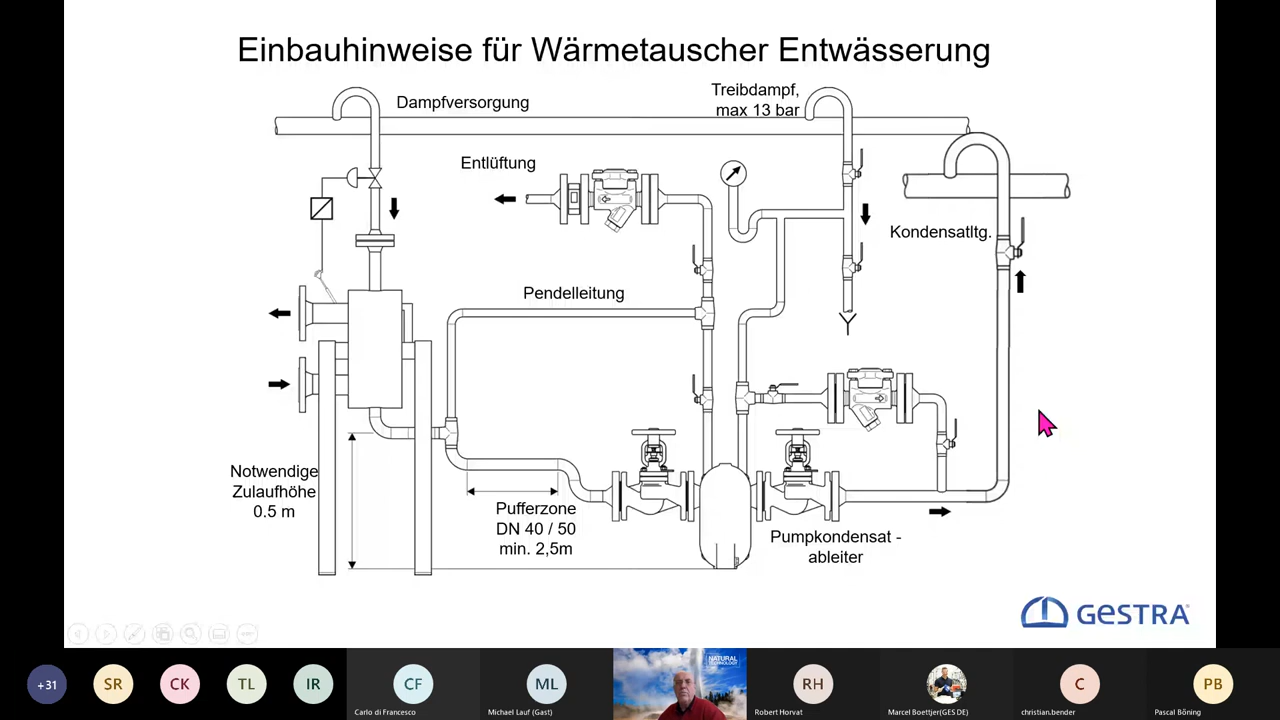 Einbauhinweise für Wärmetauscher Entwässerung
Dampfversorgung
Treibdampf,
max 13 bar
Entlüftung
Kondensatltg.
Pendelleitung
Notwendige
Zulaufhöhe
0.5 m
Pufferzone
DN 40 / 50
min. 2,5m
Pumpkondensat -
ableiter
GESTRA
+31
SR
CK
TL
IR
CF
ML
NATURAL
TECHNOLOGY
RH
C
PB
Carlo di Francesco
Michael Lauf (Gast)
Robert Horvat
Marcel Boettjer(GES DE)
christian.bender
Pascal Böning